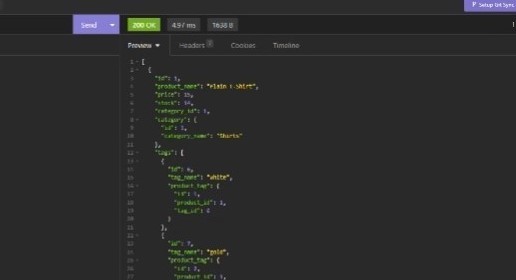 Setup Git Sync
Send 200 OK 4.97 ms 1638 B
Preview Headers 7 Cookies Timeline
1 [
2 {
3 "id": 1,
4 "product_name": "Plain T-Shirt",
5 "price": 15,
6 "stock": 14,
7 "category_id": 1,
8 "category": {
9 "id": 1,
10 "category_name": "Shirts"
11 },
12 "tags": [
13 {
14 "id": 6,
15 "tag_name": "white",
16 "product_tag": {
17 "id": 1,
18 "product_id": 1,
19 "tag_id": 6
20 }
21 },
22 {
23 "id": 7,
24 "tag_name": "gold",
25 "product_tag": {
26 "id": 2,
27 "product_id": 1,